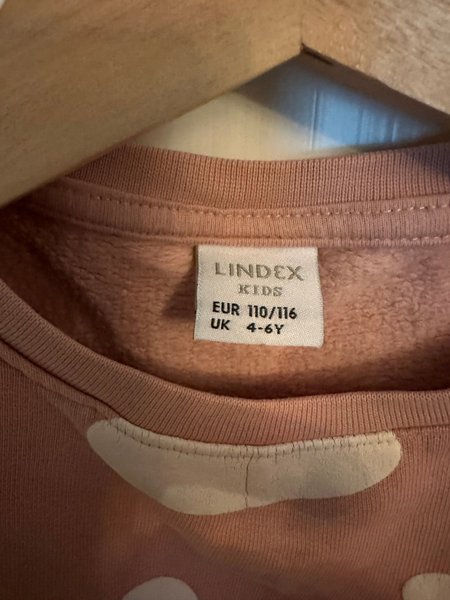 LINDEX
KIDS
EUR 110/116
UK 4-6Y